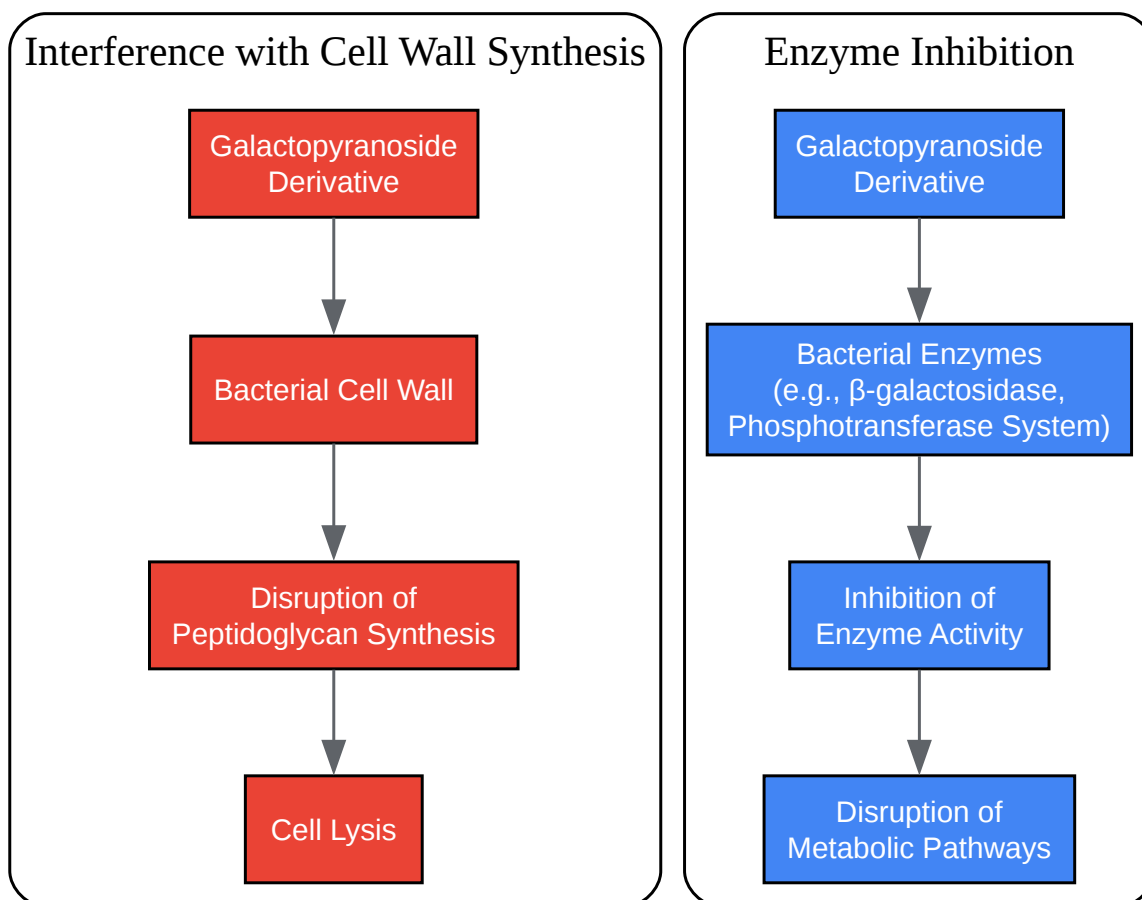 Interference with Cell Wall Synthesis
Galactopyranoside
Derivative
Bacterial Cell Wall
Disruption of
Peptidoglycan Synthesis
Cell Lysis
Enzyme Inhibition
Galactopyranoside
Derivative
Bacterial Enzymes
(e.g., β-galactosidase,
Phosphotransferase System)
Inhibition of
Enzyme Activity
Disruption of
Metabolic Pathways